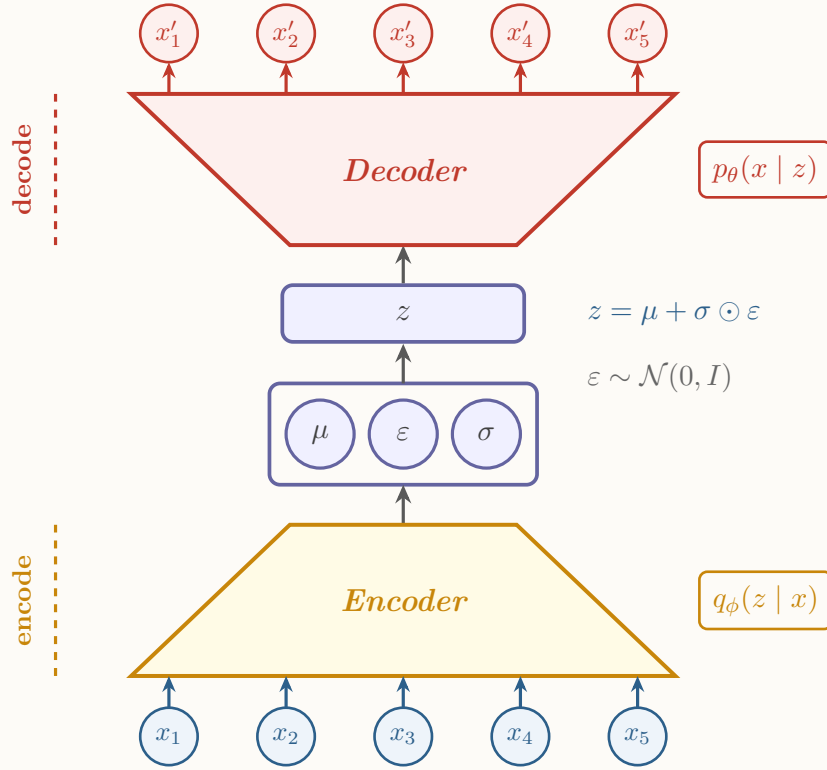 x′₁ x′₂ x′₃ x′₄ x′₅
decode
Decoder
p_θ(x | z)
z
z = μ + σ ⊙ ε
ε ∼ 𝒩(0, I)
μ ε σ
encode
Encoder
q_ϕ(z | x)
x₁ x₂ x₃ x₄ x₅